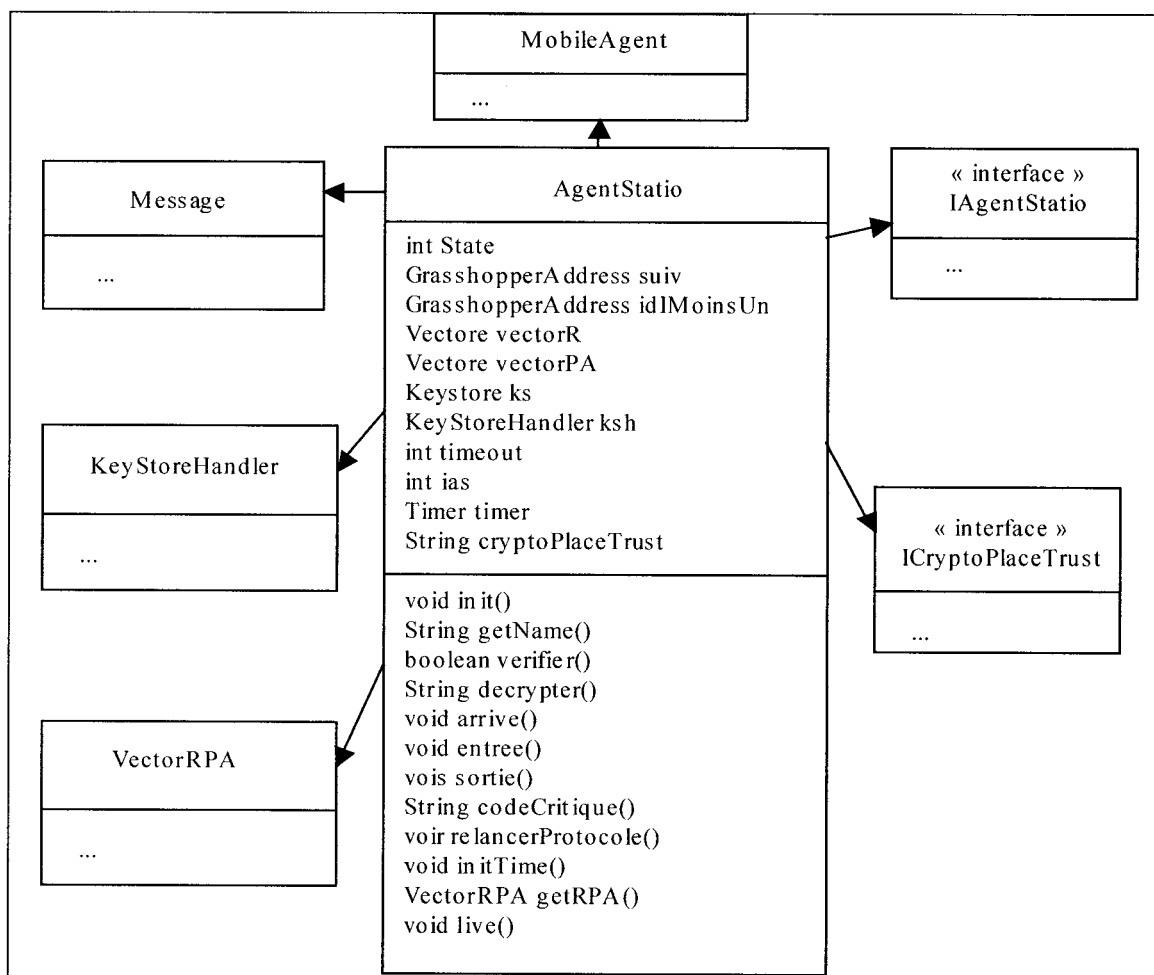 MobileAgent
...
Message
...
AgentStatio
int State
GrasshopperAddress suiv
GrasshopperAddress idIMoinsUn
Vectore vectorR
Vectore vectorPA
Keystore ks
KeyStoreHandler ksh
int timeout
int ias
Timer timer
String cryptoPlaceTrust
void init()
String getName()
boolean verifier()
String decrypter()
void arrive()
void entree()
vois sortie()
String codeCritique()
voir relancerProtocole()
void initTime()
VectorRPA getRPA()
void live()
« interface »
IAgentStatio
...
KeyStoreHandler
...
« interface »
ICryptoPlaceTrust
...
VectorRPA
...